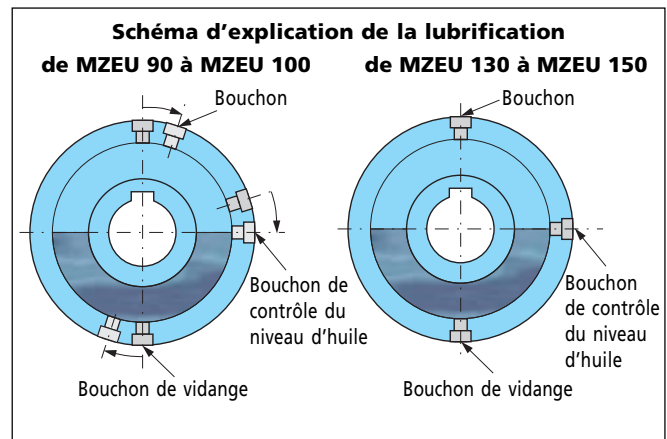 Schéma d'explication de la lubrification
de MZEU 90 à MZEU 100
de MZEU 130 à MZEU 150
Bouchon
Bouchon de
contrôle du
niveau d'huile
Bouchon de vidange
Bouchon
Bouchon
de contrôle
du niveau
d'huile
Bouchon de vidange